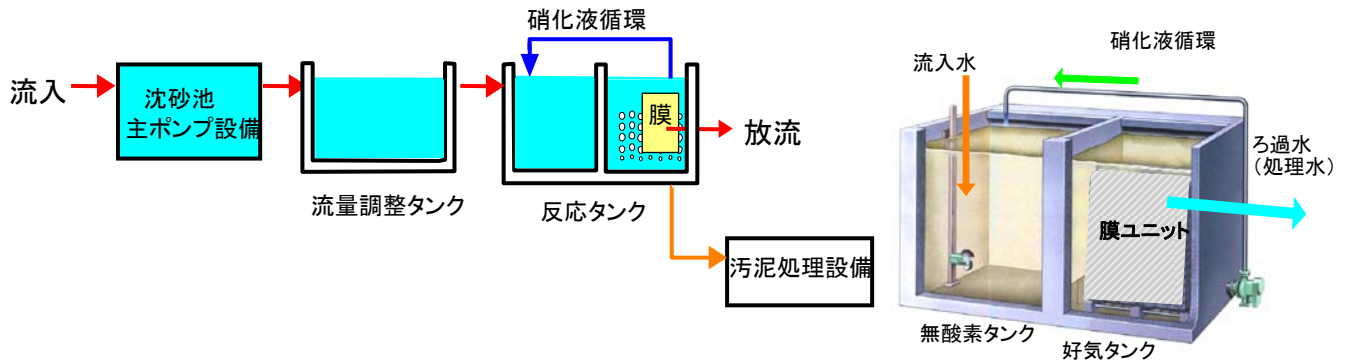 硝化液循環
流入
沈砂池
主ポンプ設備
膜
放流
流量調整タンク
反応タンク
汚泥処理設備
硝化液循環
流入水
ろ過水
(処理水)
膜ユニット
無酸素タンク
好気タンク